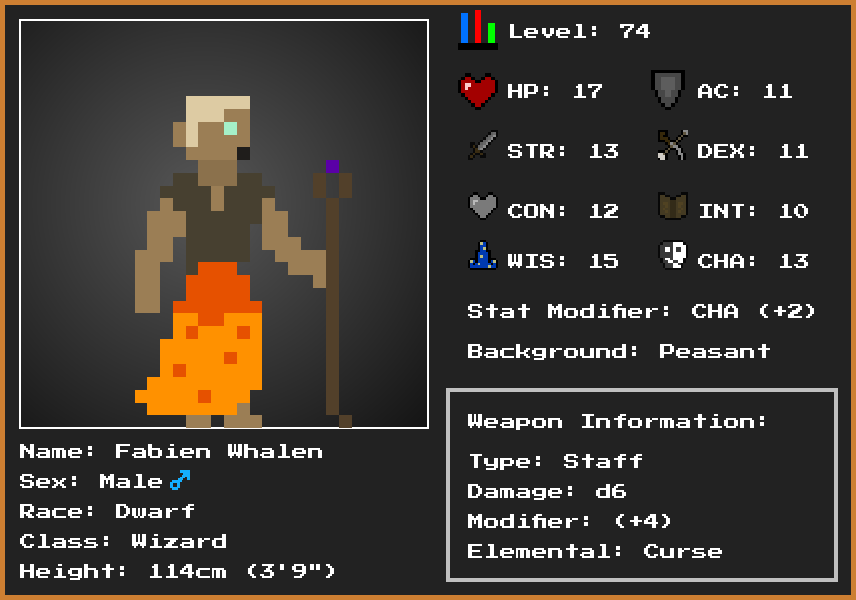 Level: 74
HP: 17 AC: 11
STR: 13 DEX: 11
CON: 12 INT: 10
WIS: 15 CHA: 13
Stat Modifier: CHA (+2)
Background: Peasant
Weapon Information:
Type: Staff
Damage: d6
Modifier: (+4)
Elemental: Curse
Name: Fabien Whalen
Sex: Male♂
Race: Dwarf
Class: Wizard
Height: 114cm (3'9")